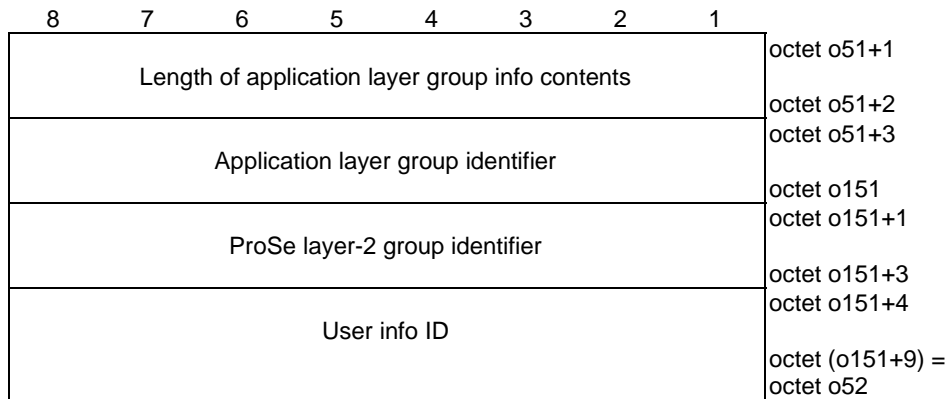 8 7 6 5 4 3 2 1
Length of application layer group info contents
octet o51+1
octet o51+2
Application layer group identifier
octet o51+3
octet o151
ProSe layer-2 group identifier
octet o151+1
octet o151+3
User info ID
octet o151+4
octet (o151+9) =
octet o52